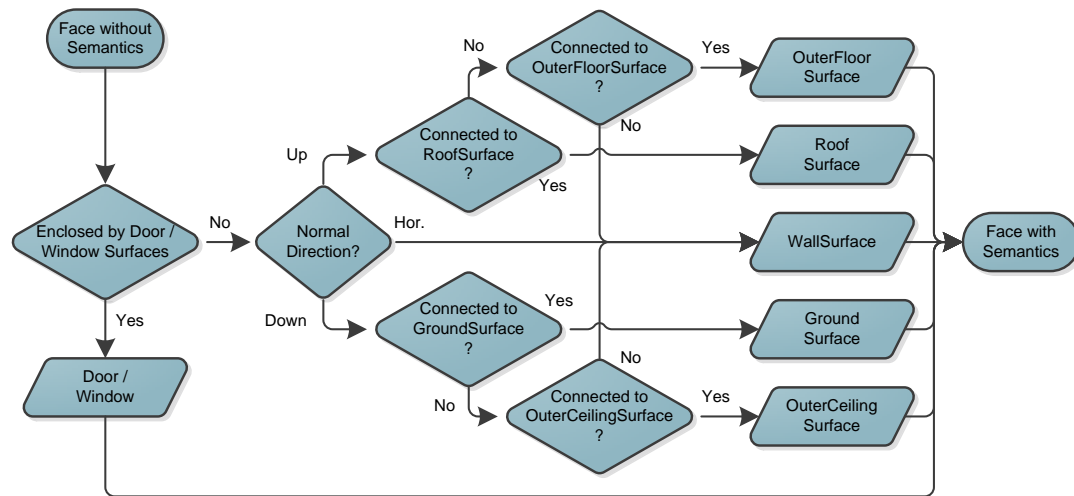 Face without
Semantics
Enclosed by Door /
Window Surfaces
No
Yes
Door /
Window
Normal
Direction?
Up
Hor.
Down
Connected to
RoofSurface
?
No
Yes
Connected to
OuterFloorSurface
?
Yes
No
Connected to
GroundSurface
?
Yes
No
Connected to
OuterCeilingSurface
?
No
Yes
OuterFloor
Surface
Roof
Surface
WallSurface
Ground
Surface
OuterCeiling
Surface
Face with
Semantics